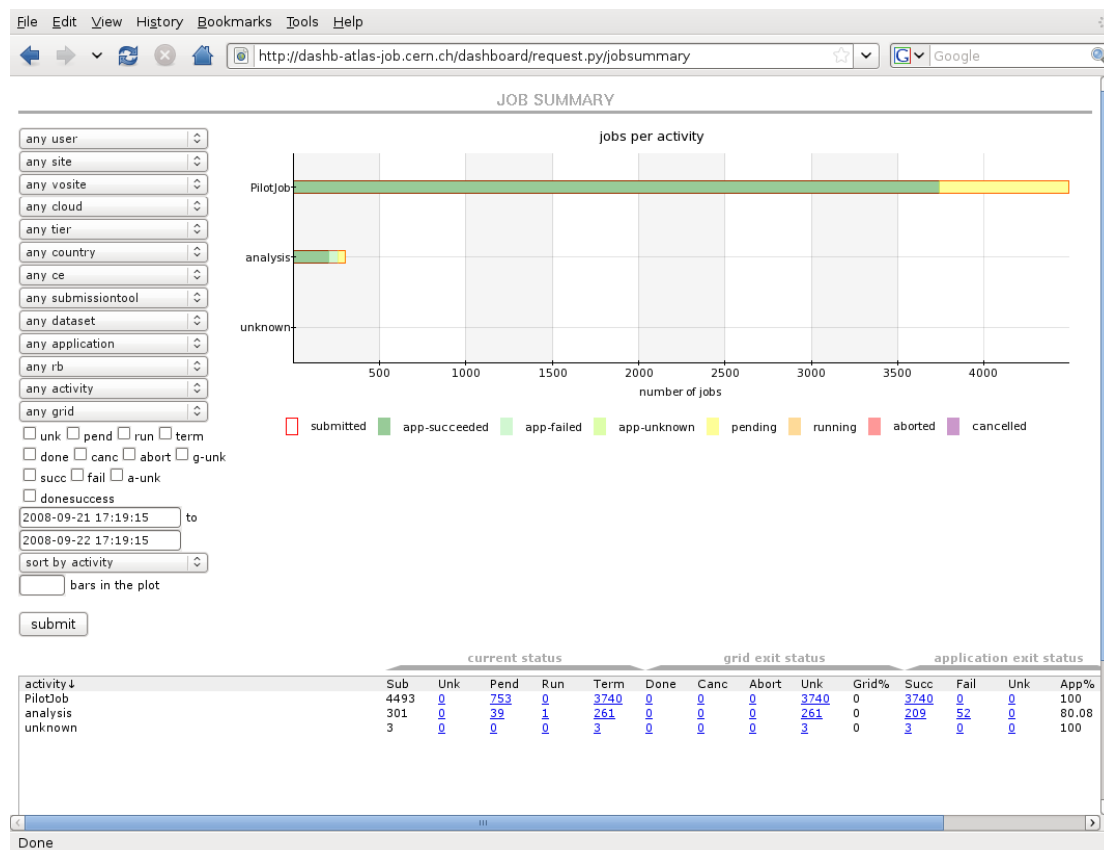 File Edit View History Bookmarks Tools Help
http://dashb-atlas-job.cern.ch/dashboard/request.py/jobsummary
G Google
JOB SUMMARY
any user
any site
any vosite
any cloud
any tier
any country
any ce
any submissiontool
any dataset
any application
any rb
any activity
any grid
unk pend run term
done canc abort g-unk
succ fail a-unk
donesuccess
2008-09-21 17:19:15 to
2008-09-22 17:19:15
sort by activity
bars in the plot
submit
jobs per activity
PilotJob
analysis
unknown
500 1000 1500 2000 2500 3000 3500 4000
number of jobs
submitted app-succeeded app-failed app-unknown pending running aborted cancelled
current status grid exit status application exit status
activity↓ Sub Unk Pend Run Term Done Canc Abort Unk Grid% Succ Fail Unk App%
PilotJob 4493 0 753 0 3740 0 0 0 3740 0 3740 0 0 100
analysis 301 0 39 1 261 0 0 0 261 0 209 52 0 80.08
unknown 3 0 0 0 3 0 0 0 3 0 3 0 0 100
Done